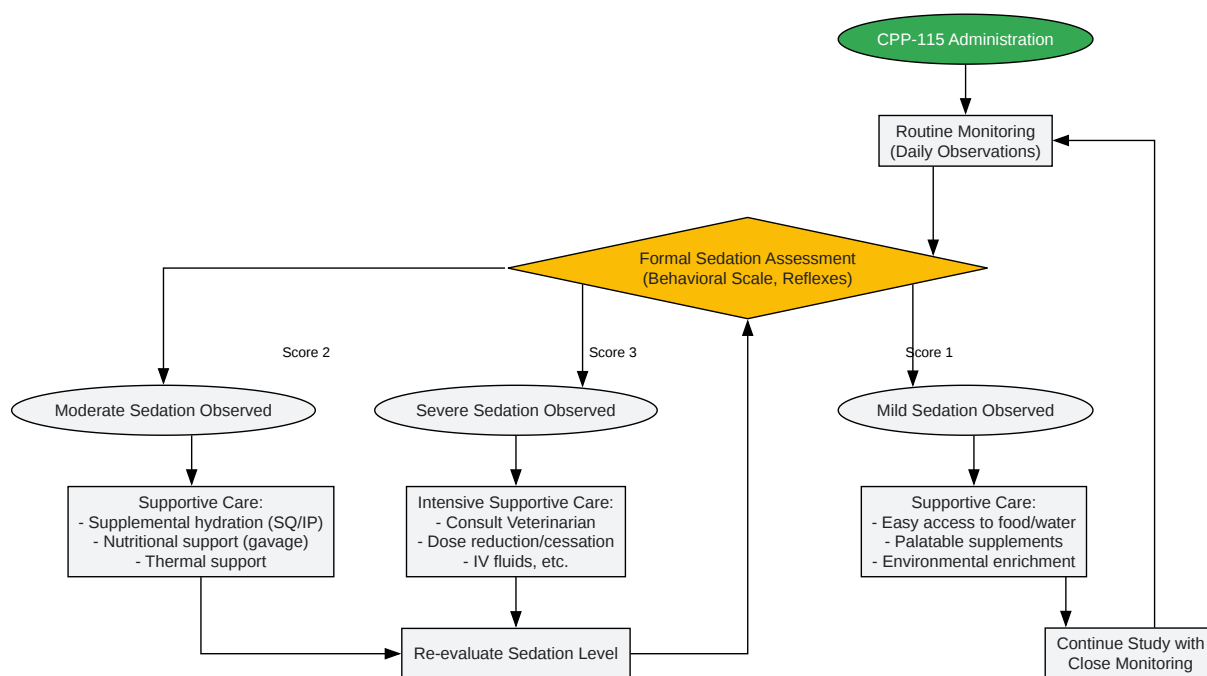 CPP-115 Administration
Routine Monitoring
(Daily Observations)
Formal Sedation Assessment
(Behavioral Scale, Reflexes)
Score 2
Score 3
Score 1
Moderate Sedation Observed
Severe Sedation Observed
Mild Sedation Observed
Supportive Care:
- Supplemental hydration (SQ/IP)
- Nutritional support (gavage)
- Thermal support
Intensive Supportive Care:
- Consult Veterinarian
- Dose reduction/cessation
- IV fluids, etc.
Supportive Care:
- Easy access to food/water
- Palatable supplements
- Environmental enrichment
Re-evaluate Sedation Level
Continue Study with
Close Monitoring